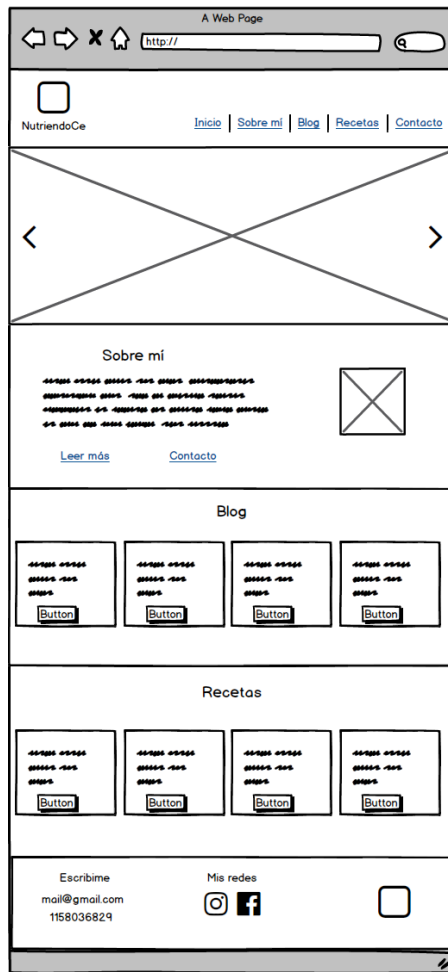 A Web Page
http://
NutriendoCe
Inicio | Sobre mí | Blog | Recetas | Contacto
Sobre mí
Leer más
Contacto
Blog
Button
Button
Button
Button
Recetas
Button
Button
Button
Button
Escribime
mail@gmail.com
1158036829
Mis redes